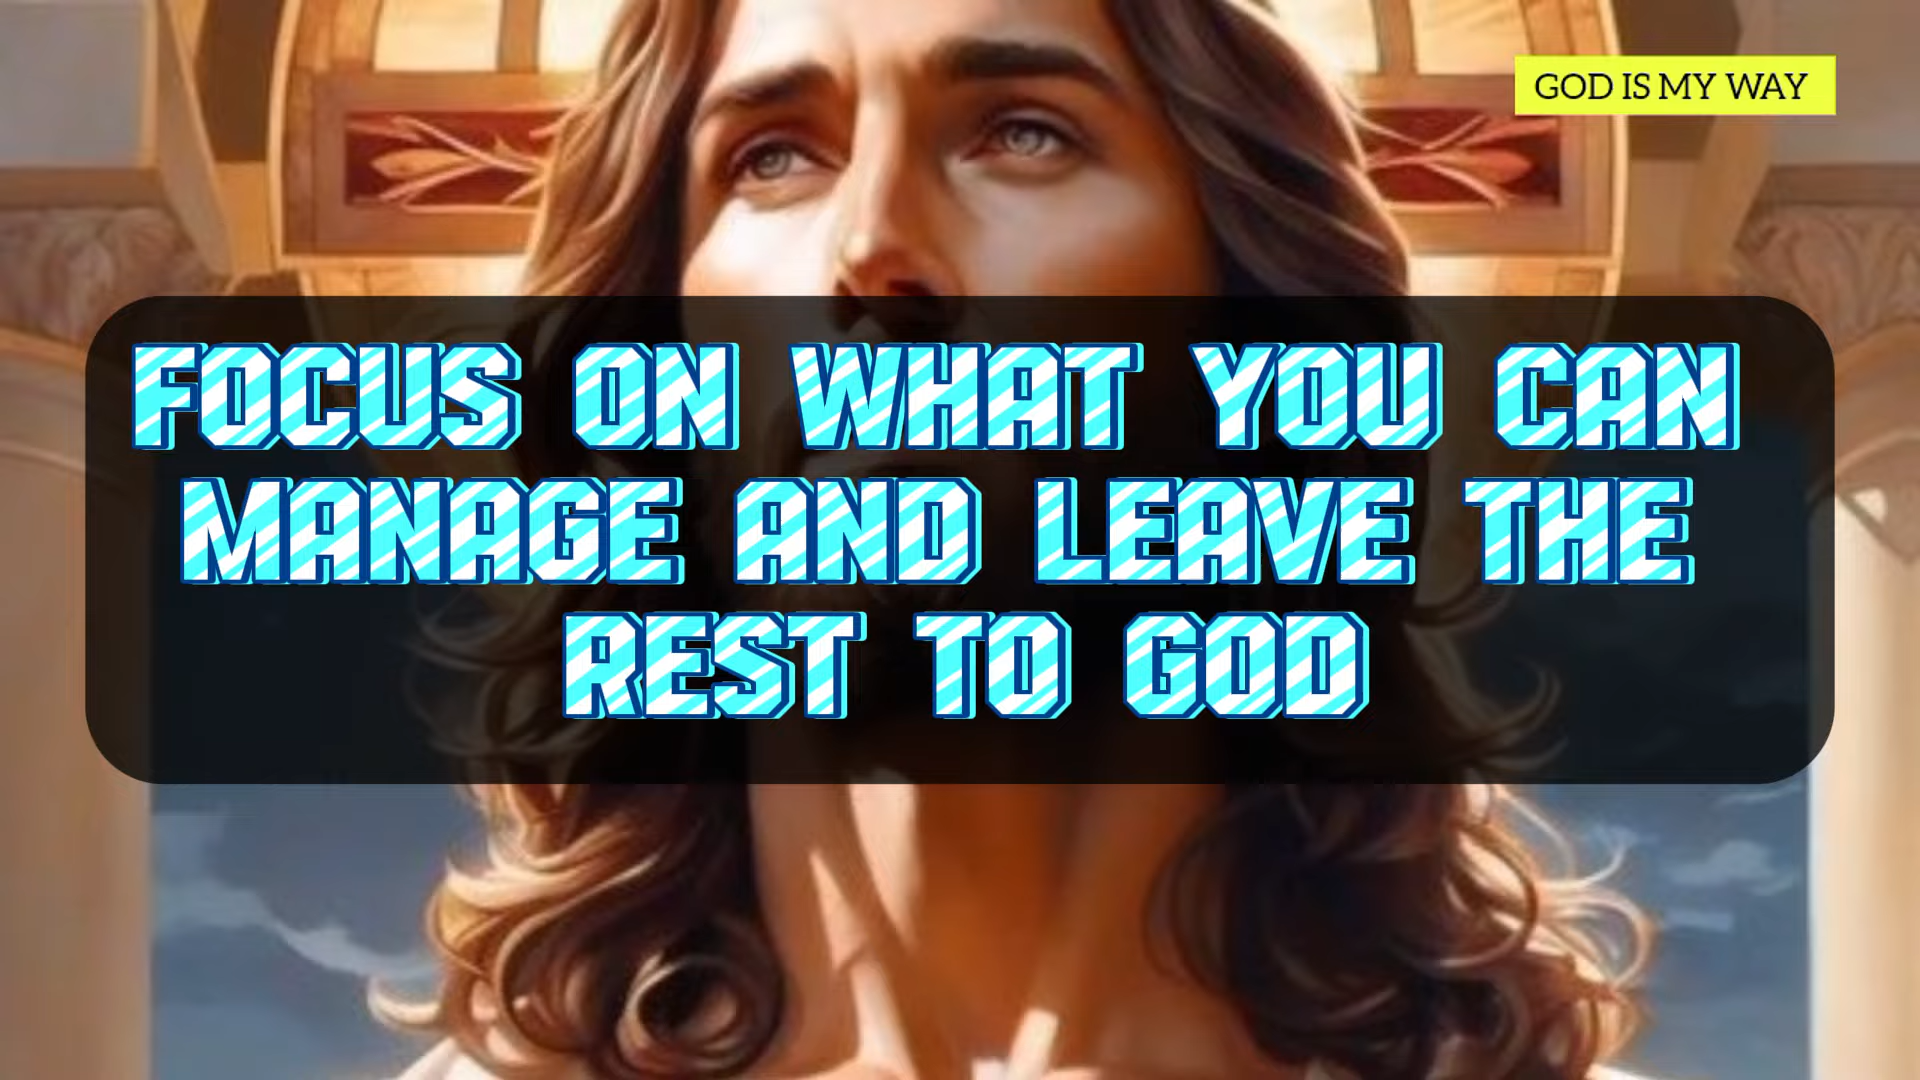 GOD IS MY WAY
FOCUS ON WHAT YOU CAN
MANAGE AND LEAVE THE
REST TO GOD